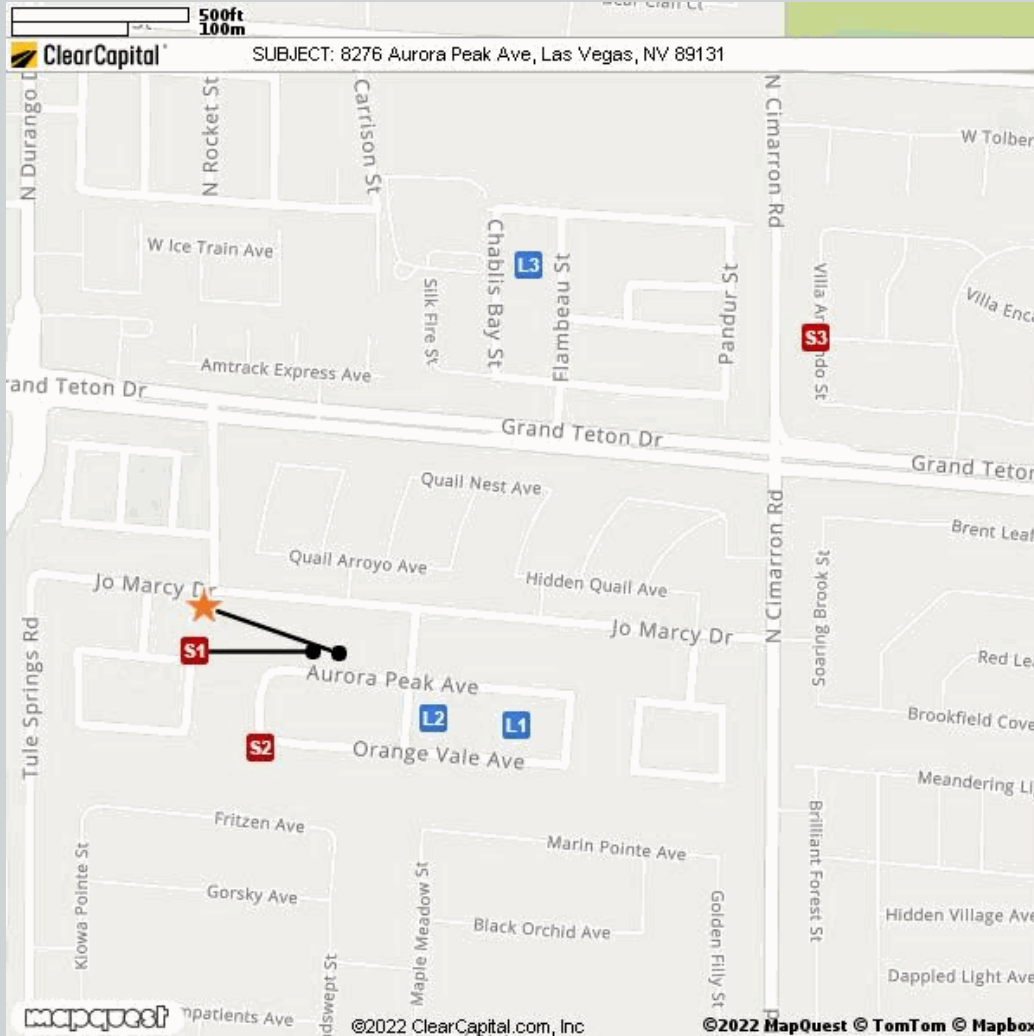 500ft
100m
ClearCapital
SUBJECT: 8276 Aurora Peak Ave, Las Vegas, NV 89131
N Durango
N Rocket St
Carrison St
N Cimarron Rd
W Tolber
W Ice Train Ave
Chablis Bay St
L3
Flambeau St
Silk Fire St
Papur St
Villa Enc
S3
Amtrack Express Ave
rand Teton Dr
Grand Teton Dr
Grand Teton
Quail Nest Ave
N Cimarron Rd
Brent Leaf
Quail Arroyo Ave
Hidden Quail Ave
Soaring Brook St
Jo Marcy Dr
Jo Marcy Dr
S1
Tule Springs Rd
Aurora Peak Ave
Red Le
L2
L1
Brookfield Cove
S2
Orange Vale Ave
Meandering Li
Fritzen Ave
Marin Pointe Ave
Brilliant Forest St
Kiowa Pointe St
Gorsky Ave
Maple Meadow St
Golden Filly St
Black Orchid Ave
Hidden Village Ave
dswept St
Dappled Light Ave
mapquest
mpatients Ave
©2022 ClearCapital.com, Inc
©2022 MapQuest © TomTom © Mapbo